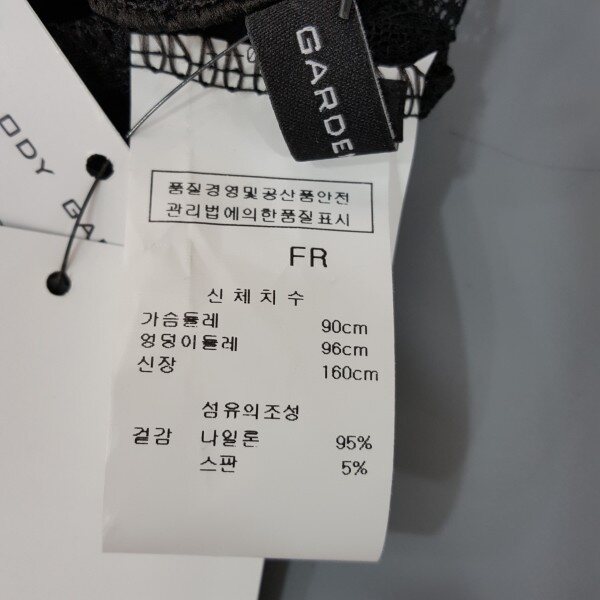 GARDE
ODY GA
품질경영및공산품안전
관리법에의한품질표시
FR
신 체 치 수
가슴둘레 90cm
엉덩이둘레 96cm
신장 160cm
섬유의조성
겉감 나일론 95%
스판 5%